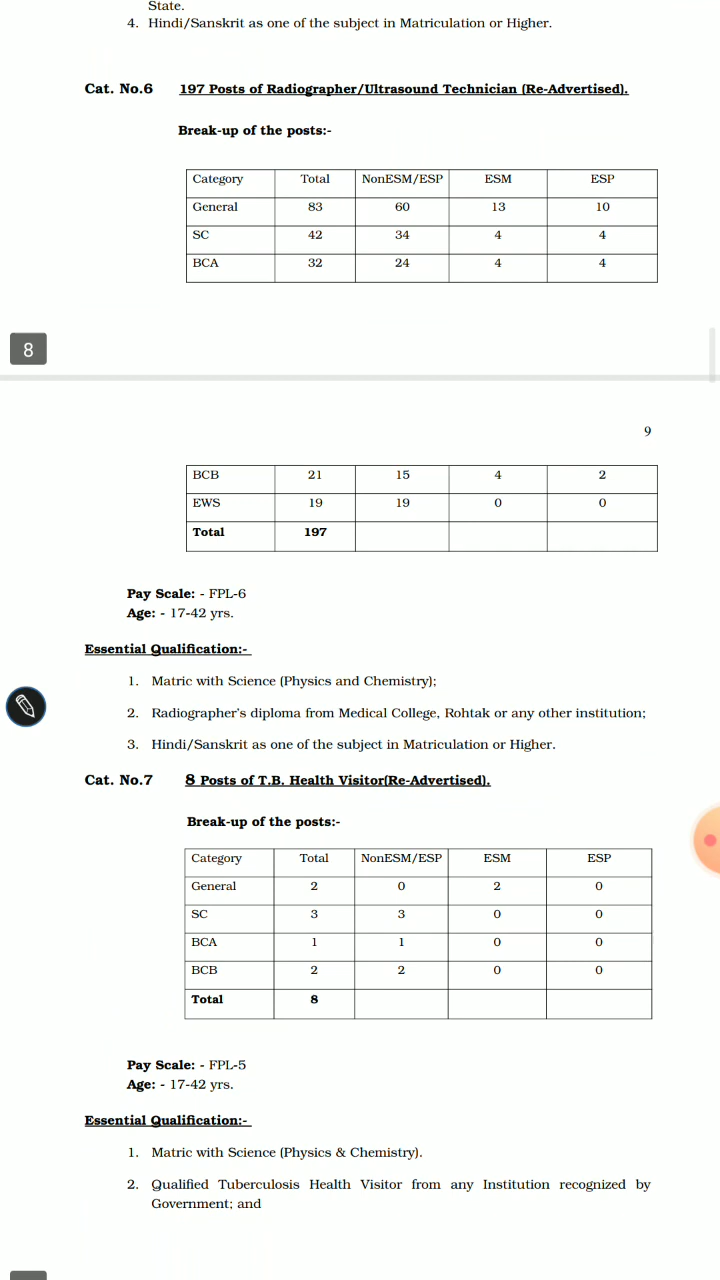 State.
4. Hindi/Sanskrit as one of the subject in Matriculation or Higher.
Cat. No.6 197 Posts of Radiographer/Ultrasound Technician (Re-Advertised).
Break-up of the posts:-
Category Total NonESM/ESP ESM ESP
General 83 60 13 10
SC 42 34 4 4
BCA 32 24 4 4
8
9
BCB 21 15 4 2
EWS 19 19 0 0
Total 197
Pay Scale: - FPL-6
Age: - 17-42 yrs.
Essential Qualification:-
1. Matric with Science (Physics and Chemistry);
2. Radiographer's diploma from Medical College, Rohtak or any other institution;
3. Hindi/Sanskrit as one of the subject in Matriculation or Higher.
Cat. No.7 8 Posts of T.B. Health Visitor(Re-Advertised).
Break-up of the posts:-
Category Total NonESM/ESP ESM ESP
General 2 0 2 0
SC 3 3 0 0
BCA 1 1 0 0
BCB 2 2 0 0
Total 8
Pay Scale: - FPL-5
Age: - 17-42 yrs.
Essential Qualification:-
1. Matric with Science (Physics & Chemistry).
2. Qualified Tuberculosis Health Visitor from any Institution recognized by
Government; and